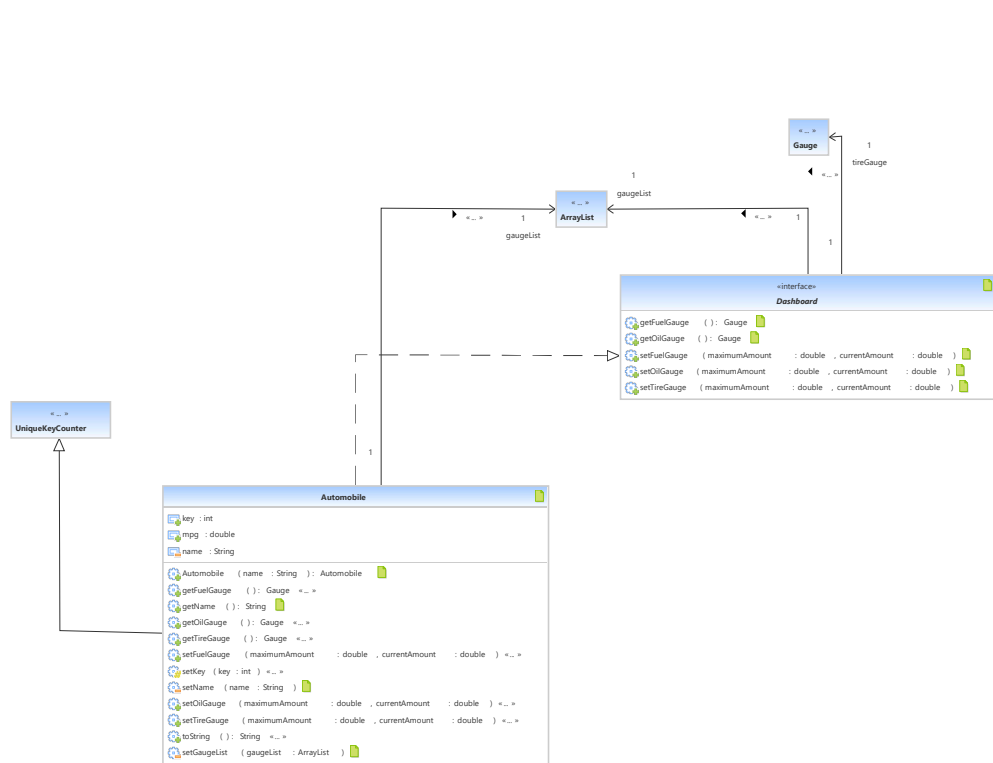 « ... »
Gauge
1
tireGauge
« ... »
1
gaugeList
« ... »
ArrayList
« ... »
1
gaugeList
« ... »
1
1
«interface»
Dashboard
getFuelGauge ( ) : Gauge
getOilGauge ( ) : Gauge
setFuelGauge ( maximumAmount : double , currentAmount : double )
setOilGauge ( maximumAmount : double , currentAmount : double )
setTireGauge ( maximumAmount : double , currentAmount : double )
« ... »
UniqueKeyCounter
1
Automobile
key : int
mpg : double
name : String
Automobile ( name : String ) : Automobile
getFuelGauge ( ) : Gauge « ... »
getName ( ) : String
getOilGauge ( ) : Gauge « ... »
getTireGauge ( ) : Gauge « ... »
setFuelGauge ( maximumAmount : double , currentAmount : double ) « ... »
setKey ( key : int ) « ... »
setName ( name : String )
setOilGauge ( maximumAmount : double , currentAmount : double ) « ... »
setTireGauge ( maximumAmount : double , currentAmount : double ) « ... »
toString ( ) : String « ... »
setGaugeList ( gaugeList : ArrayList )